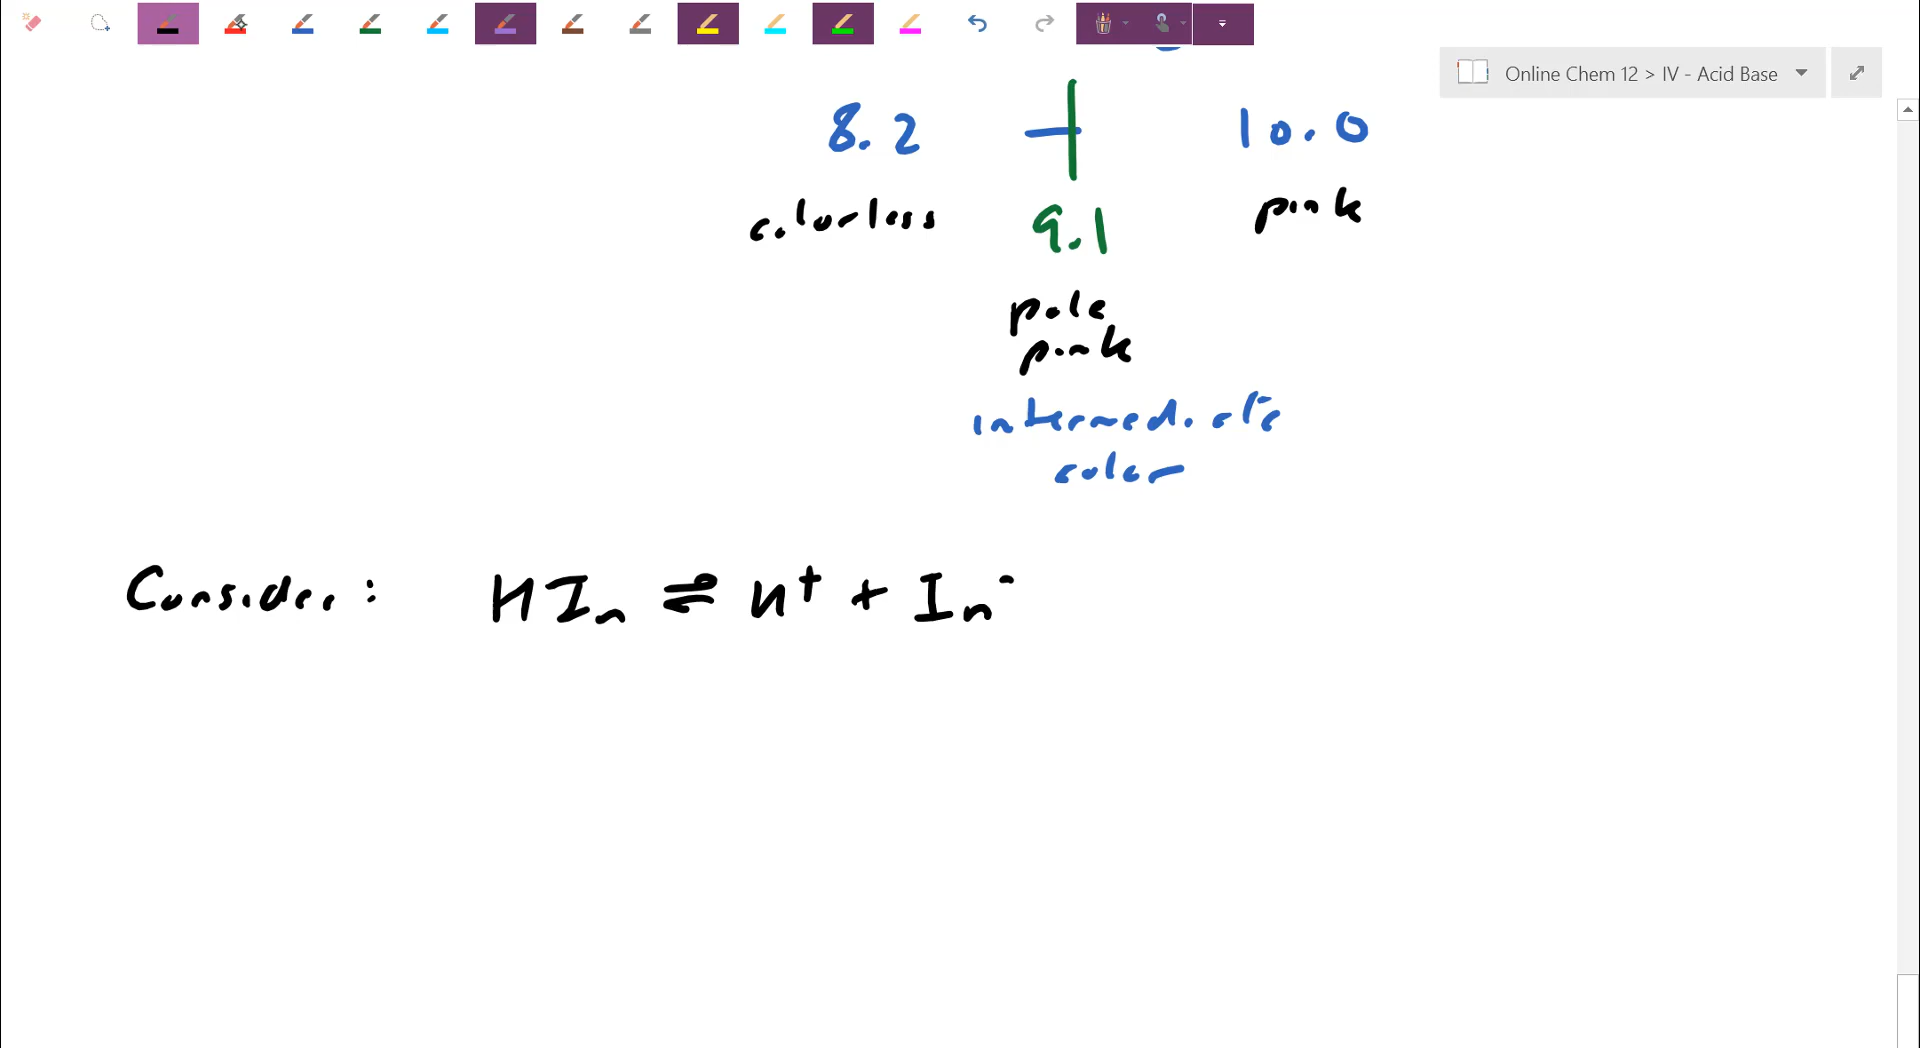 Online Chem 12 > IV - Acid Base
8.2 — 10.0
colorless 9.1 pink
pale
pink
intermediate
color
Consider: HIn ⇌ H⁺ + In⁻